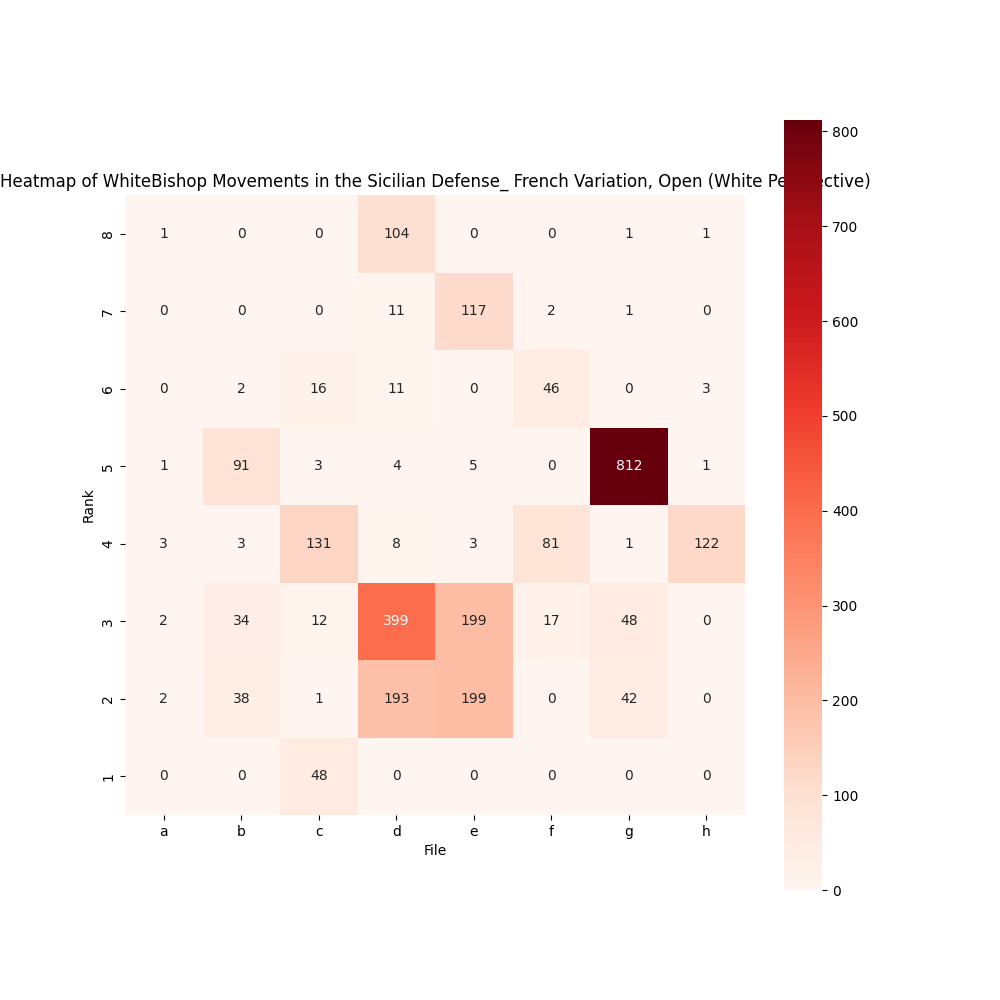 Heatmap of WhiteBishop Movements in the Sicilian Defense_ French Variation, Open (White Pe ective)
8 1 0 0 104 0 0 1 1
7 0 0 0 11 117 2 1 0
6 0 2 16 11 0 46 0 3
5 1 91 3 4 5 0 812 1
4 3 3 131 8 3 81 1 122
3 2 34 12 399 199 17 48 0
2 2 38 1 193 199 0 42 0
1 0 0 48 0 0 0 0 0
a b c d e f g h
File
Rank
800
700
600
500
400
300
200
100
0